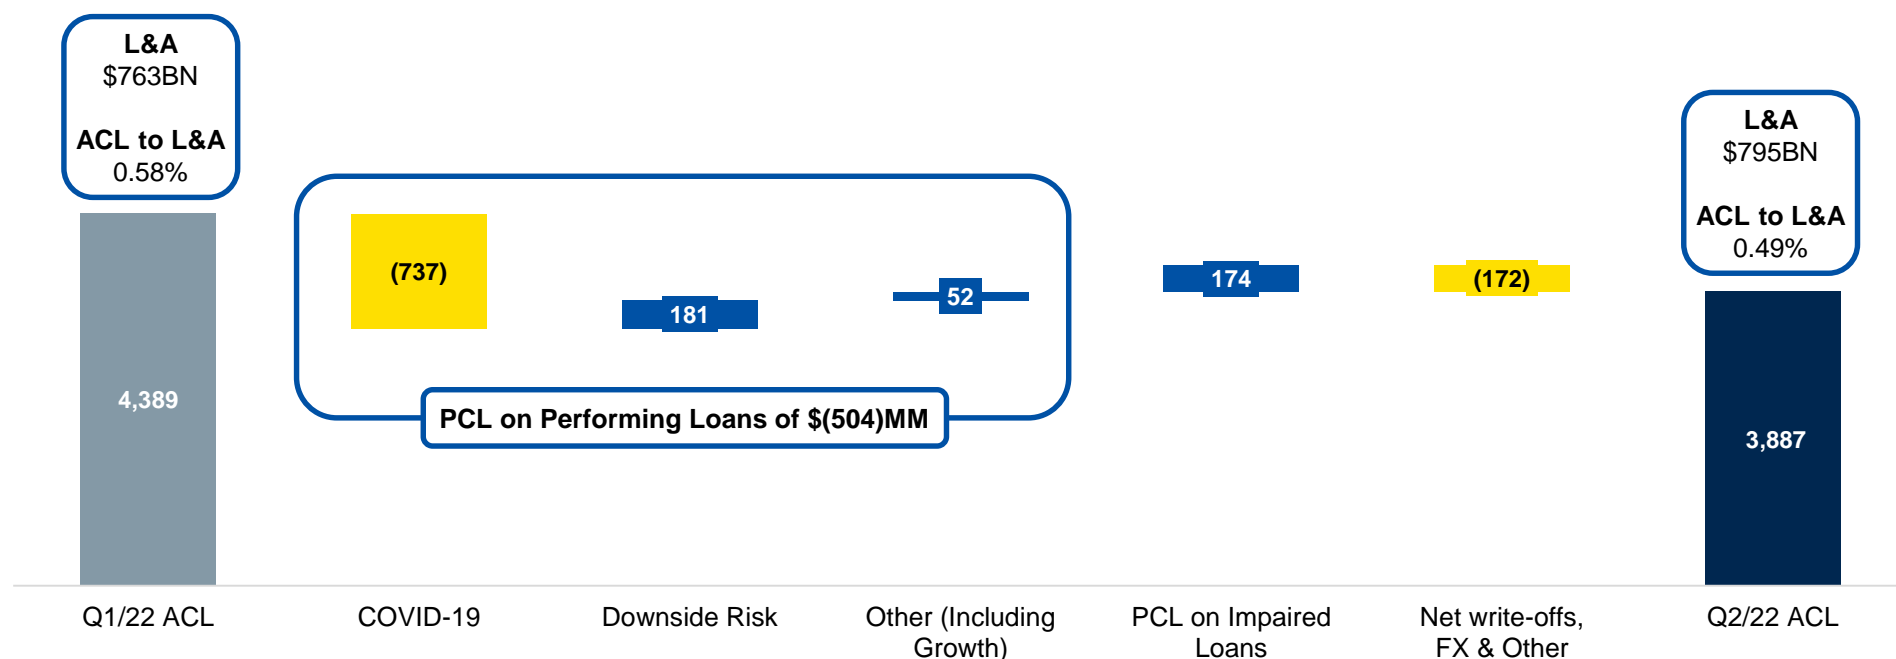 L&A
$763BN
ACL to L&A
0.58%
L&A
$795BN
ACL to L&A
0.49%
(737)
181
52
174
(172)
4,389
3,887
PCL on Performing Loans of $(504)MM
Q1/22 ACL
COVID-19
Downside Risk
Other (Including
Growth)
PCL on Impaired
Loans
Net write-offs,
FX & Other
Q2/22 ACL